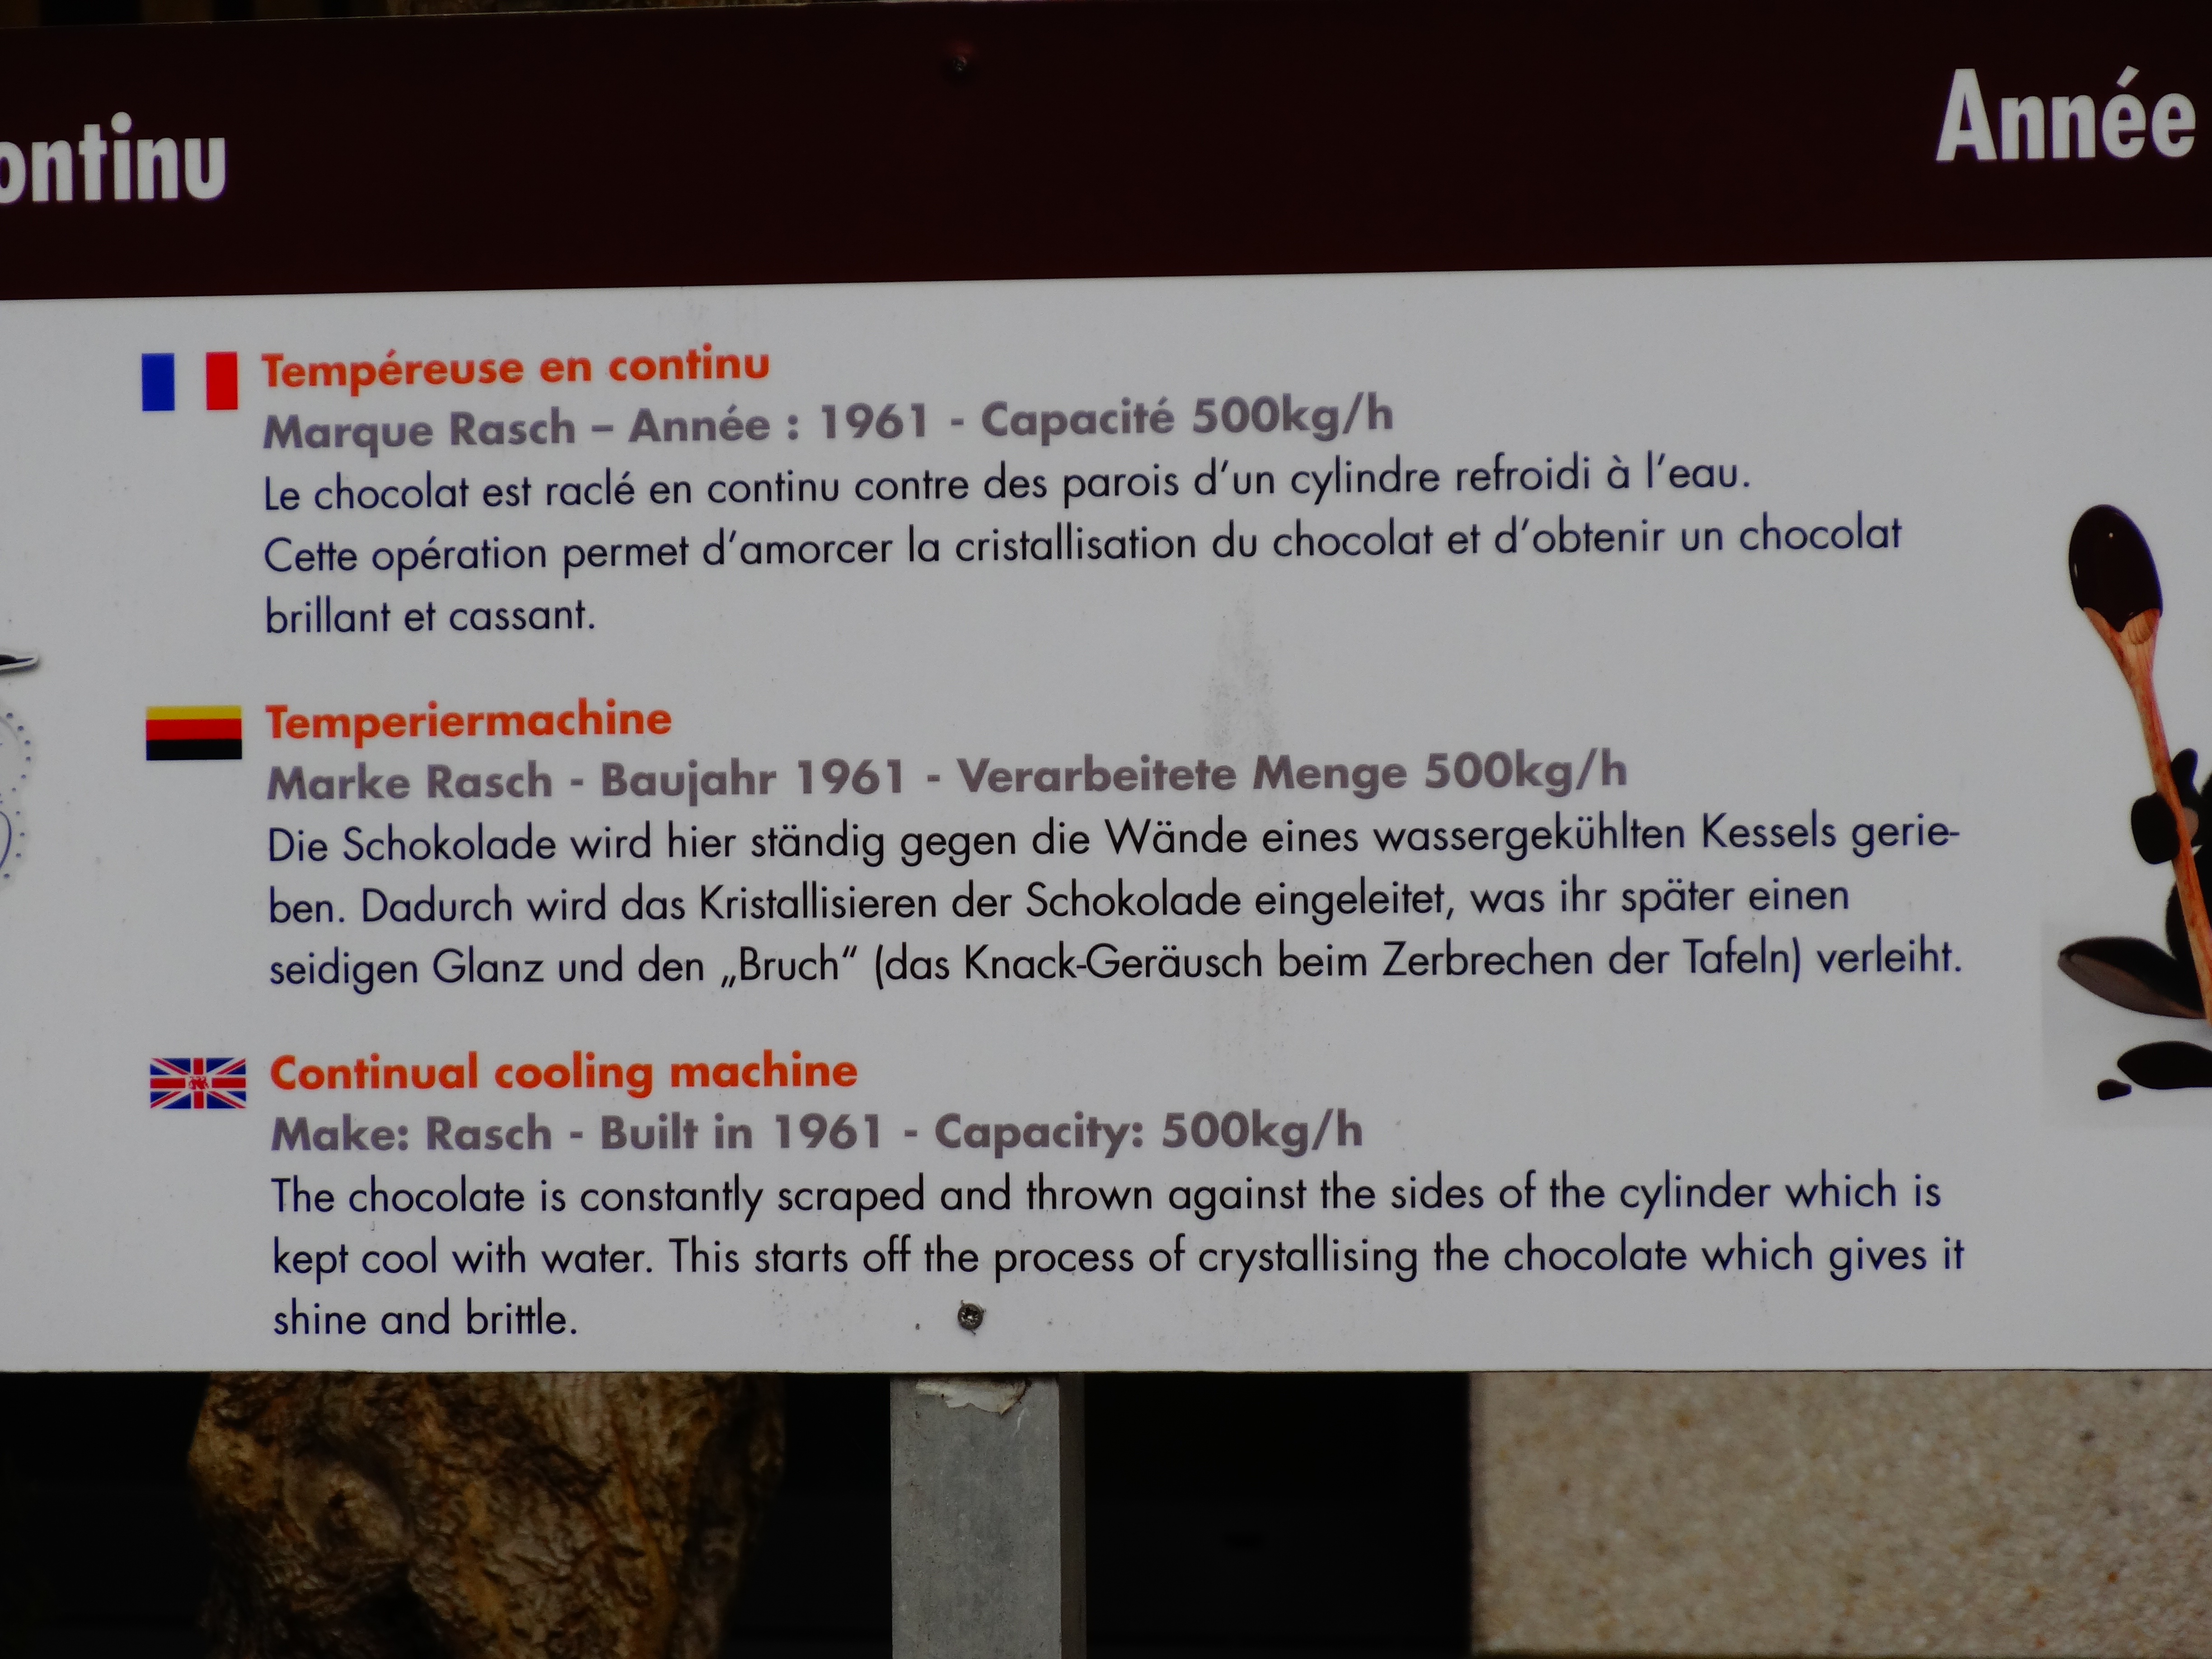 ontinu
Année
Tempéreuse en continu
Marque Rasch – Année : 1961 - Capacité 500kg/h
Le chocolat est raclé en continu contre des parois d'un cylindre refroidi à l'eau.
Cette opération permet d'amorcer la cristallisation du chocolat et d'obtenir un chocolat
brillant et cassant.
Temperiermachine
Marke Rasch - Baujahr 1961 - Verarbeitete Menge 500kg/h
Die Schokolade wird hier ständig gegen die Wände eines wassergekühlten Kessels gerie-
ben. Dadurch wird das Kristallisieren der Schokolade eingeleitet, was ihr später einen
seidigen Glanz und den „Bruch“ (das Knack-Geräusch beim Zerbrechen der Tafeln) verleiht.
Continual cooling machine
Make: Rasch - Built in 1961 - Capacity: 500kg/h
The chocolate is constantly scraped and thrown against the sides of the cylinder which is
kept cool with water. This starts off the process of crystallising the chocolate which gives it
shine and brittle.